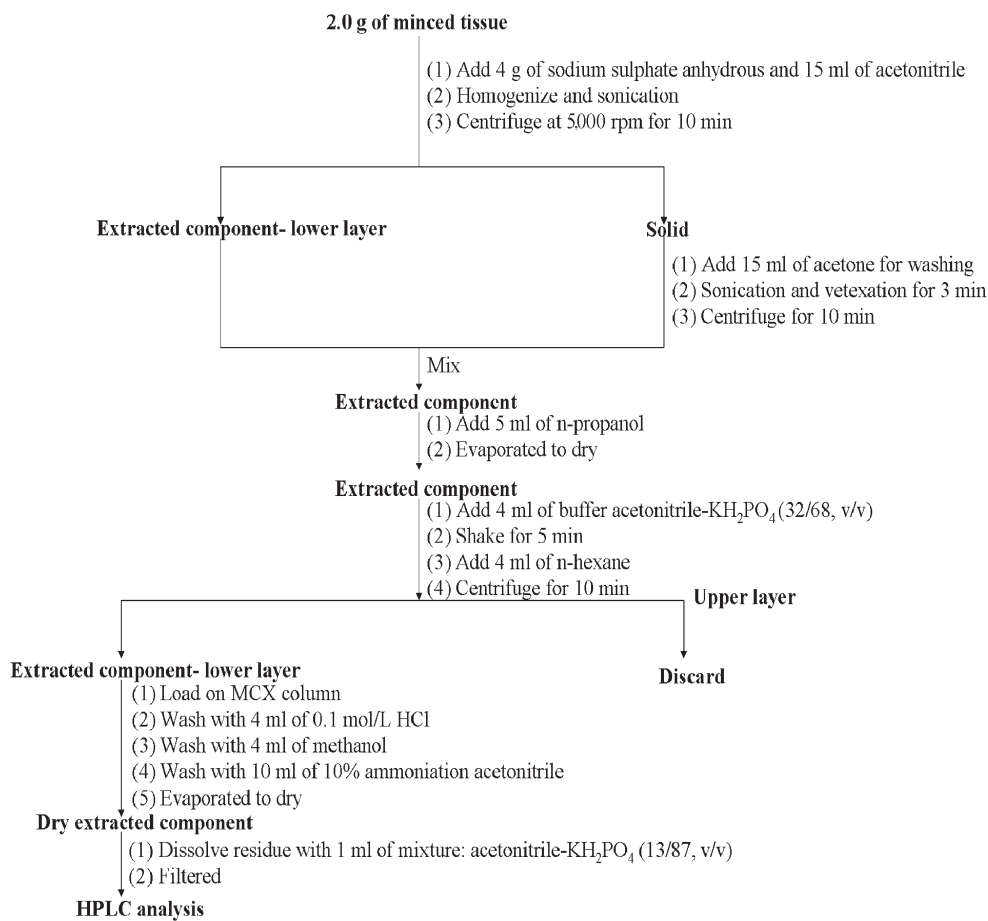 2.0 g of minced tissue
(1) Add 4 g of sodium sulphate anhydrous and 15 ml of acetonitrile
(2) Homogenize and sonication
(3) Centrifuge at 5,000 rpm for 10 min
Extracted component- lower layer
Solid
(1) Add 15 ml of acetone for washing
(2) Sonication and vetexation for 3 min
(3) Centrifuge for 10 min
Mix
Extracted component
(1) Add 5 ml of n-propanol
(2) Evaporated to dry
Extracted component
(1) Add 4 ml of buffer acetonitrile-KH₂PO₄ (32/68, v/v)
(2) Shake for 5 min
(3) Add 4 ml of n-hexane
(4) Centrifuge for 10 min
Upper layer
Extracted component- lower layer
Discard
(1) Load on MCX column
(2) Wash with 4 ml of 0.1 mol/L HCl
(3) Wash with 4 ml of methanol
(4) Wash with 10 ml of 10% ammoniation acetonitrile
(5) Evaporated to dry
Dry extracted component
(1) Dissolve residue with 1 ml of mixture: acetonitrile-KH₂PO₄ (13/87, v/v)
(2) Filtered
HPLC analysis